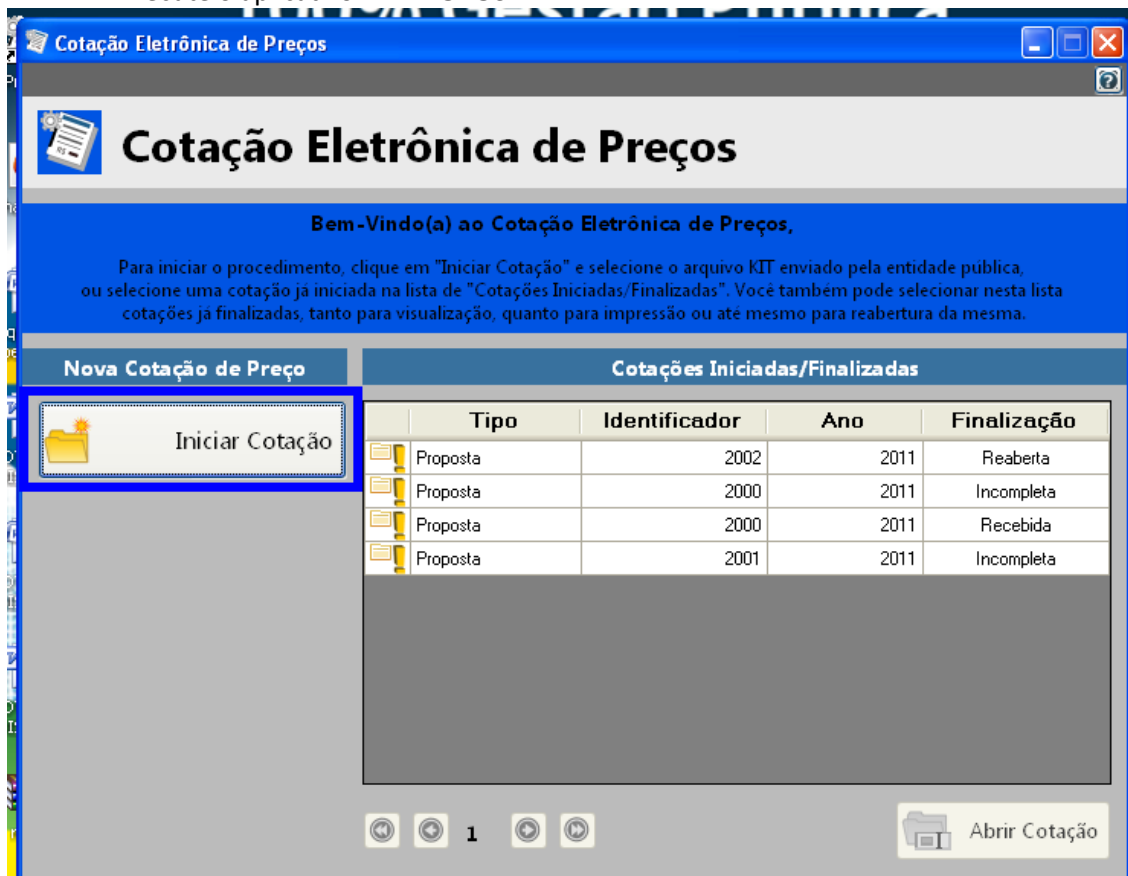 100% Gestão Pública
Cotação Eletrônica de Preços
Cotação Eletrônica de Preços
Bem-Vindo(a) ao Cotação Eletrônica de Preços,
Para iniciar o procedimento, clique em "Iniciar Cotação" e selecione o arquivo KIT enviado pela entidade pública,
ou selecione uma cotação já iniciada na lista de "Cotações Iniciadas/Finalizadas". Você também pode selecionar nesta lista
cotações já finalizadas, tanto para visualização, quanto para impressão ou até mesmo para reabertura da mesma.
Nova Cotação de Preço
Iniciar Cotação
Cotações Iniciadas/Finalizadas
Tipo Identificador Ano Finalização
Proposta 2002 2011 Reaberta
Proposta 2000 2011 Incompleta
Proposta 2000 2011 Recebida
Proposta 2001 2011 Incompleta
1
Abrir Cotação